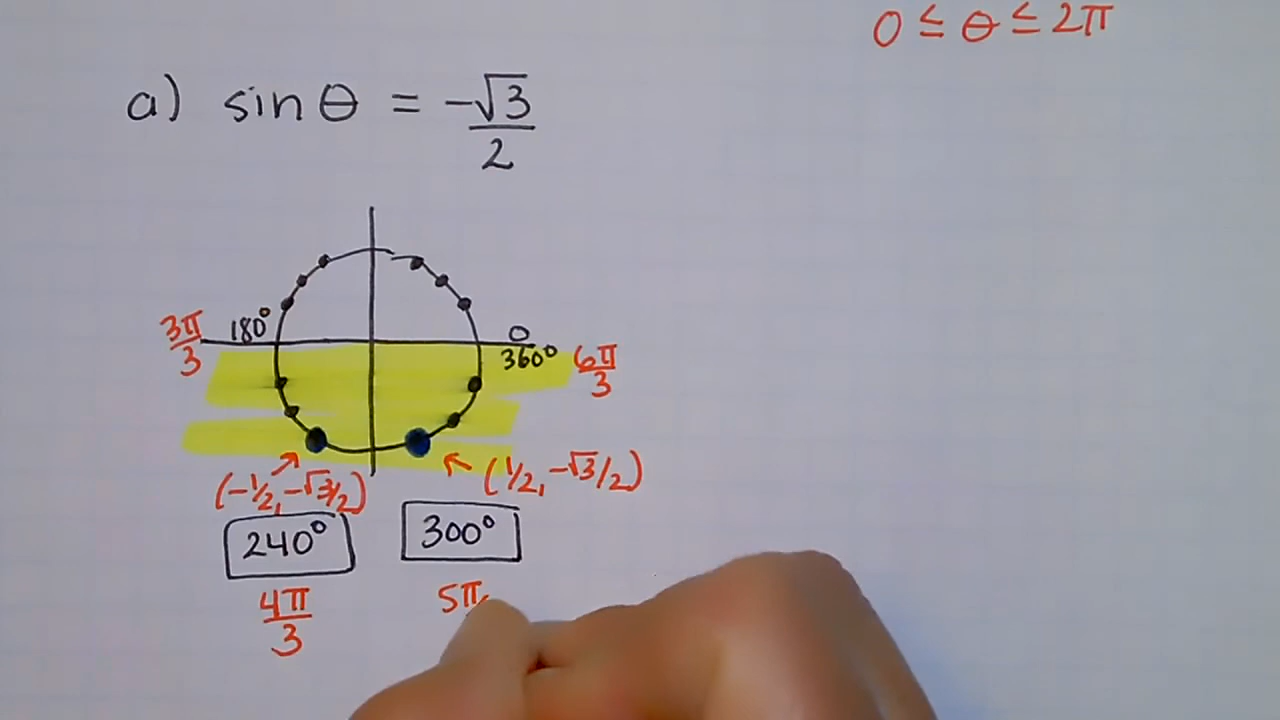 0 ≤ θ ≤ 2π
a) sin θ = -√3/2
3π/3 180° 0
360° 6π/3
(-1/2, -√3/2) (1/2, -√3/2)
240° 300°
4π/3 5π